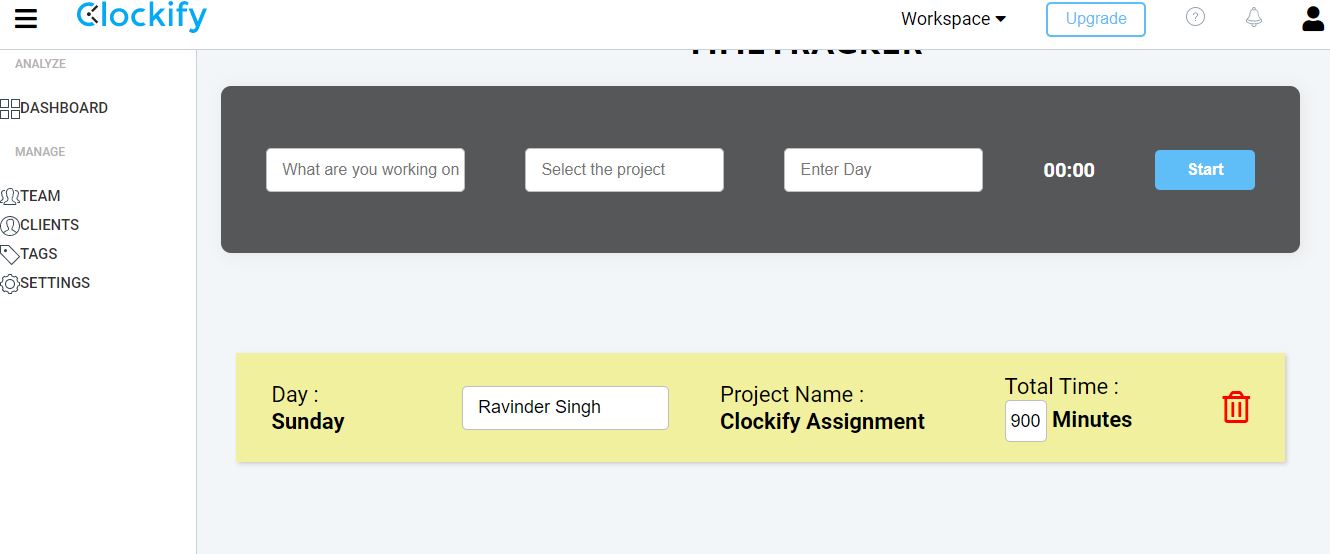 Clockify
Workspace
Upgrade
?
TIMETRACKER
ANALYZE
DASHBOARD
MANAGE
TEAM
CLIENTS
TAGS
SETTINGS
What are you working on
Select the project
Enter Day
00:00
Start
Day :
Sunday
Ravinder Singh
Project Name :
Clockify Assignment
Total Time :
900 Minutes